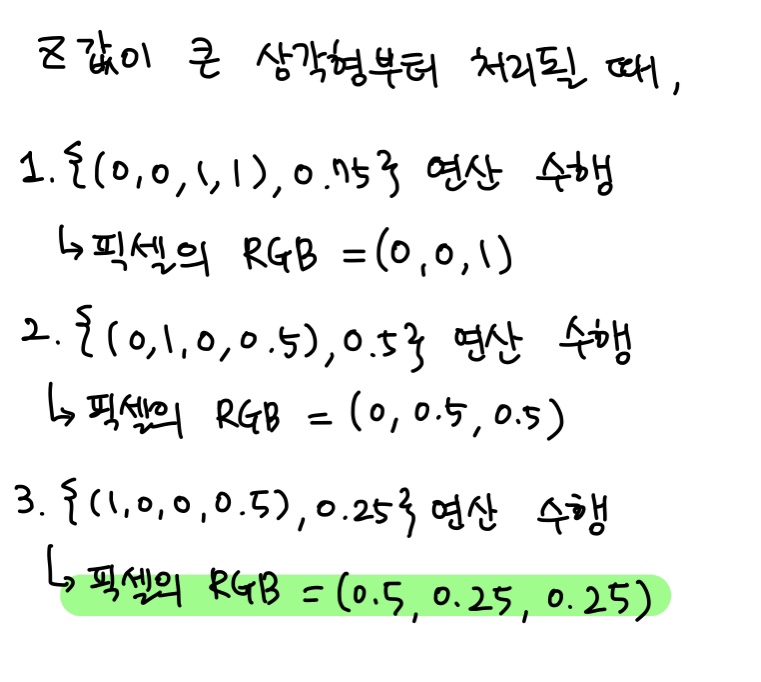 Z값이 큰 삼각형부터 처리될 때,
1. {(0,0,1,1),0.75} 연산 수행
↳ 픽셀의 RGB = (0,0,1)
2. {(0,1,0,0.5),0.5} 연산 수행
↳ 픽셀의 RGB = (0, 0.5, 0.5)
3. {(1,0,0,0.5),0.25} 연산 수행
↳ 픽셀의 RGB = (0.5, 0.25, 0.25)